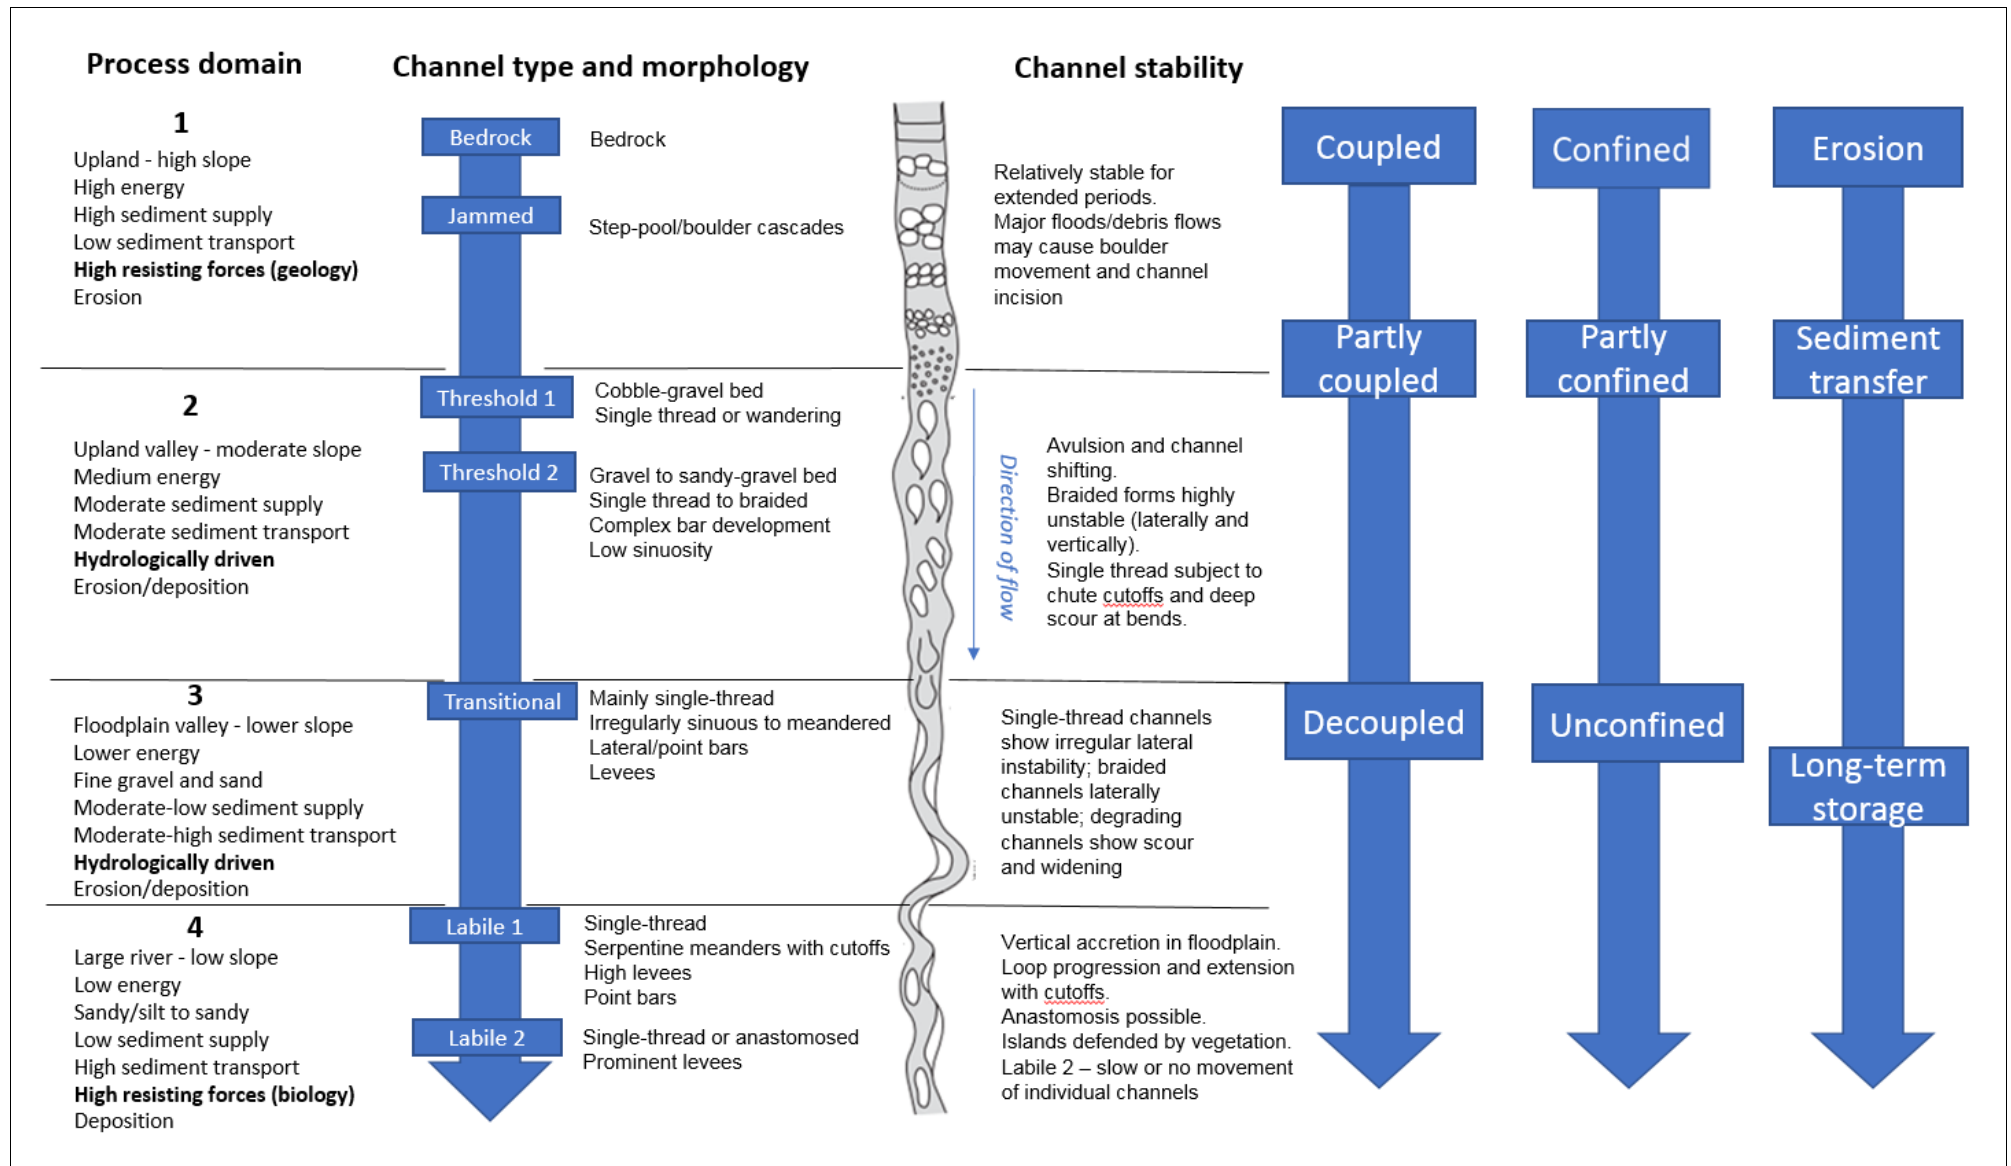 Process domain
Channel type and morphology
Channel stability
1
Upland - high slope
High energy
High sediment supply
Low sediment transport
High resisting forces (geology)
Erosion
Bedrock
Bedrock
Jammed
Step-pool/boulder cascades
Relatively stable for
extended periods.
Major floods/debris flows
may cause boulder
movement and channel
incision
2
Upland valley - moderate slope
Medium energy
Moderate sediment supply
Moderate sediment transport
Hydrologically driven
Erosion/deposition
Threshold 1
Cobble-gravel bed
Single thread or wandering
Threshold 2
Gravel to sandy-gravel bed
Single thread to braided
Complex bar development
Low sinuosity
Direction of flow
Avulsion and channel
shifting.
Braided forms highly
unstable (laterally and
vertically).
Single thread subject to
chute cutoffs and deep
scour at bends.
3
Floodplain valley - lower slope
Lower energy
Fine gravel and sand
Moderate-low sediment supply
Moderate-high sediment transport
Hydrologically driven
Erosion/deposition
Transitional
Mainly single-thread
Irregularly sinuous to meandered
Lateral/point bars
Levees
Single-thread channels
show irregular lateral
instability; braided
channels laterally
unstable; degrading
channels show scour
and widening
4
Large river - low slope
Low energy
Sandy/silt to sandy
Low sediment supply
High sediment transport
High resisting forces (biology)
Deposition
Labile 1
Single-thread
Serpentine meanders with cutoffs
High levees
Point bars
Labile 2
Single-thread or anastomosed
Prominent levees
Vertical accretion in floodplain.
Loop progression and extension
with cutoffs.
Anastomosis possible.
Islands defended by vegetation.
Labile 2 – slow or no movement
of individual channels
Coupled
Partly
coupled
Decoupled
Confined
Partly
confined
Unconfined
Erosion
Sediment
transfer
Long-term
storage